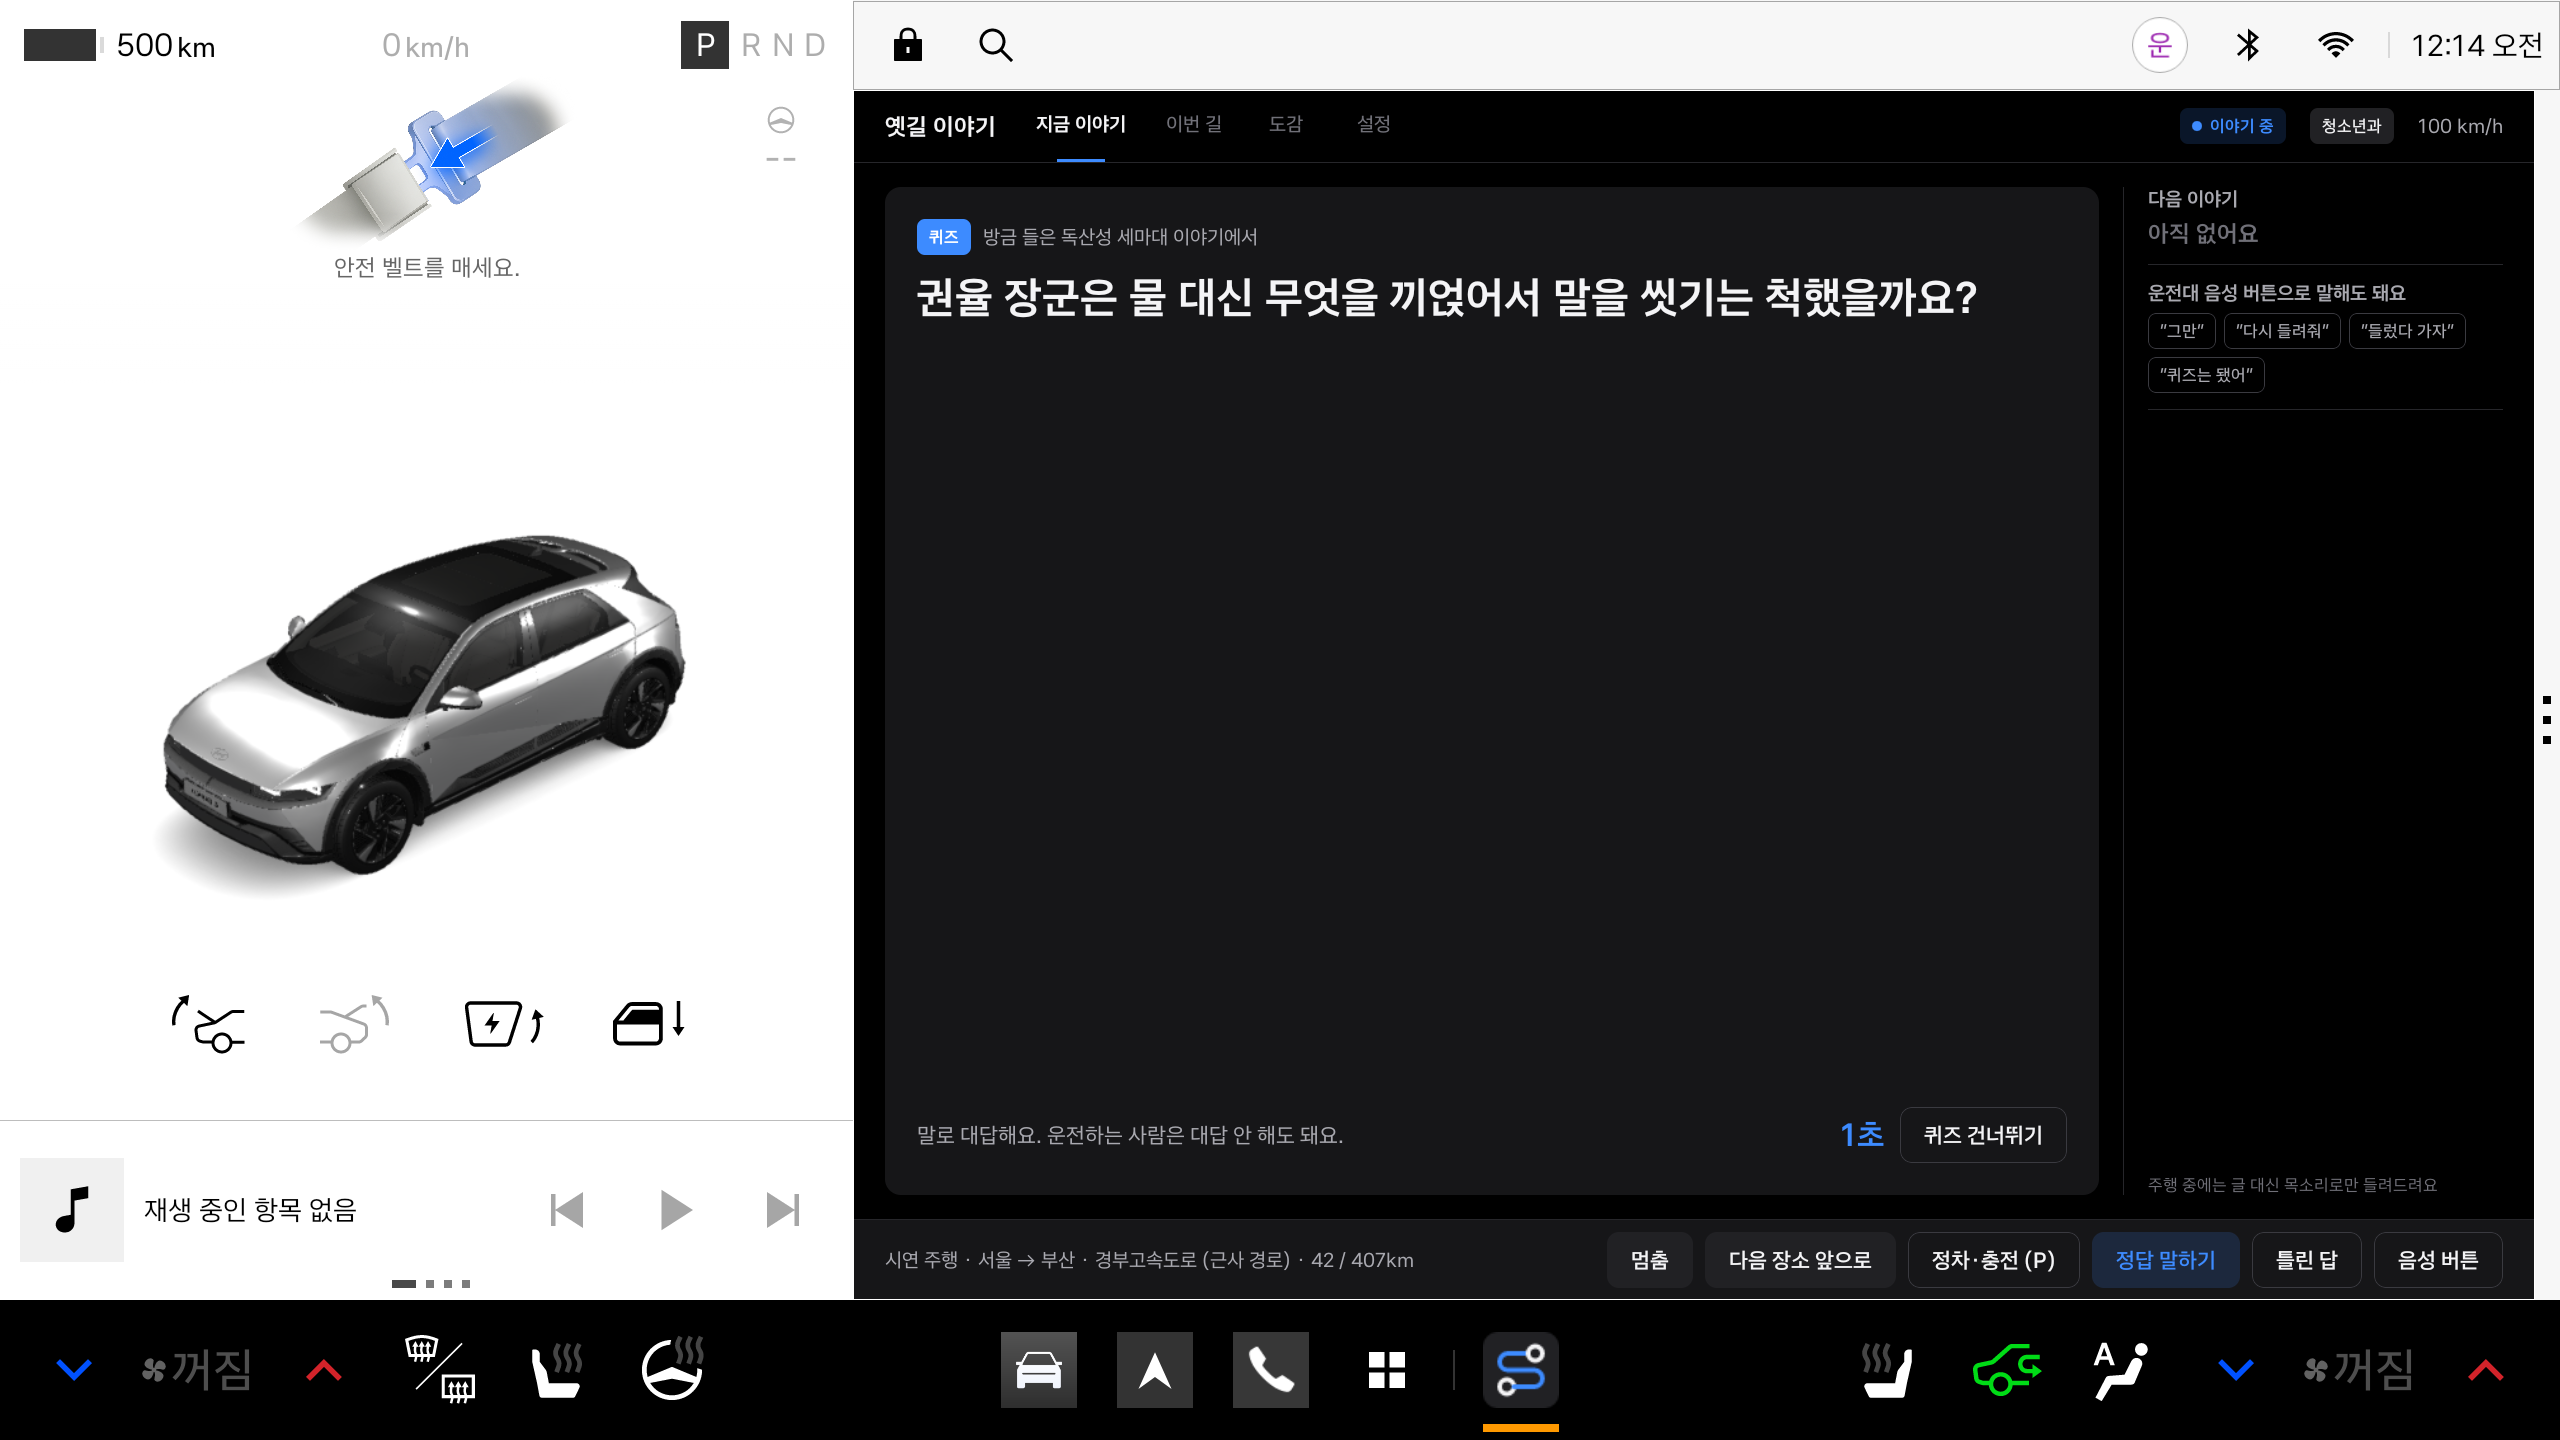 500 km
0 km/h
P R N D
안전 벨트를 매세요.
재생 중인 항목 없음
운
12:14 오전
옛길 이야기
지금 이야기
이번 길
도감
설정
이야기 중
청소년과
100 km/h
퀴즈
방금 들은 독산성 세마대 이야기에서
권율 장군은 물 대신 무엇을 끼얹어서 말을 씻기는 척했을까요?
말로 대답해요. 운전하는 사람은 대답 안 해도 돼요.
1초
퀴즈 건너뛰기
다음 이야기
아직 없어요
운전대 음성 버튼으로 말해도 돼요
"그만"
"다시 들려줘"
"들렀다 가자"
"퀴즈는 됐어"
주행 중에는 글 대신 목소리로만 들려드려요
시연 주행 · 서울 → 부산 · 경부고속도로 (근사 경로) · 42 / 407km
멈춤
다음 장소 앞으로
정차·충전 (P)
정답 말하기
틀린 답
음성 버튼
꺼짐
A
꺼짐